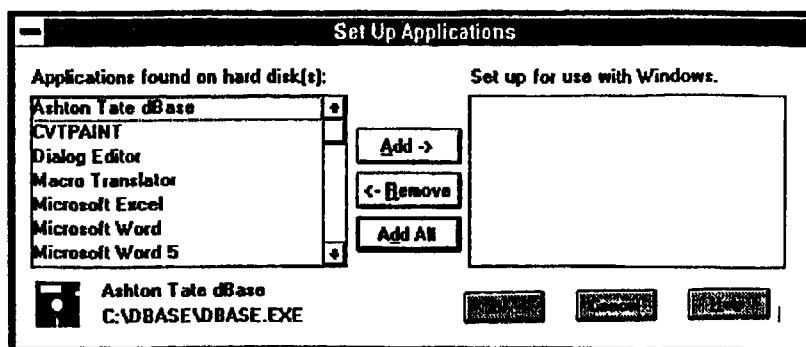 Set Up Applications
Applications found on hard disk(s):
Set up for use with Windows.
Ashton Tate dBase
CVTPAINT
Dialog Editor
Macro Translator
Microsoft Excel
Microsoft Word
Microsoft Word 5
Add ->
<- Remove
Add All
Ashton Tate dBase
C:\DBASE\DBASE.EXE